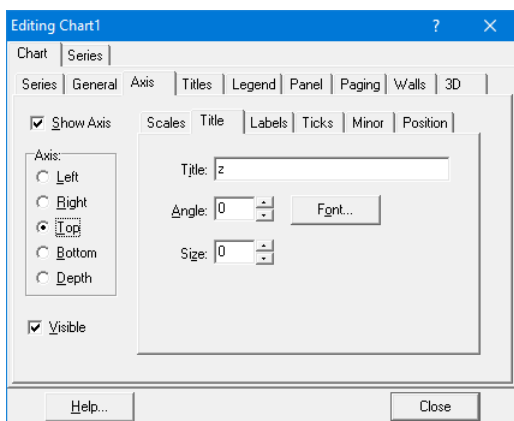 Editing Chart1 ? ×
Chart Series
Series General Axis Titles Legend Panel Paging Walls 3D
Show Axis
Scales Title Labels Ticks Minor Position
Axis:
Left
Right
Top
Bottom
Depth
Visible
Title: z
Angle: 0 Font...
Size: 0
Help... Close